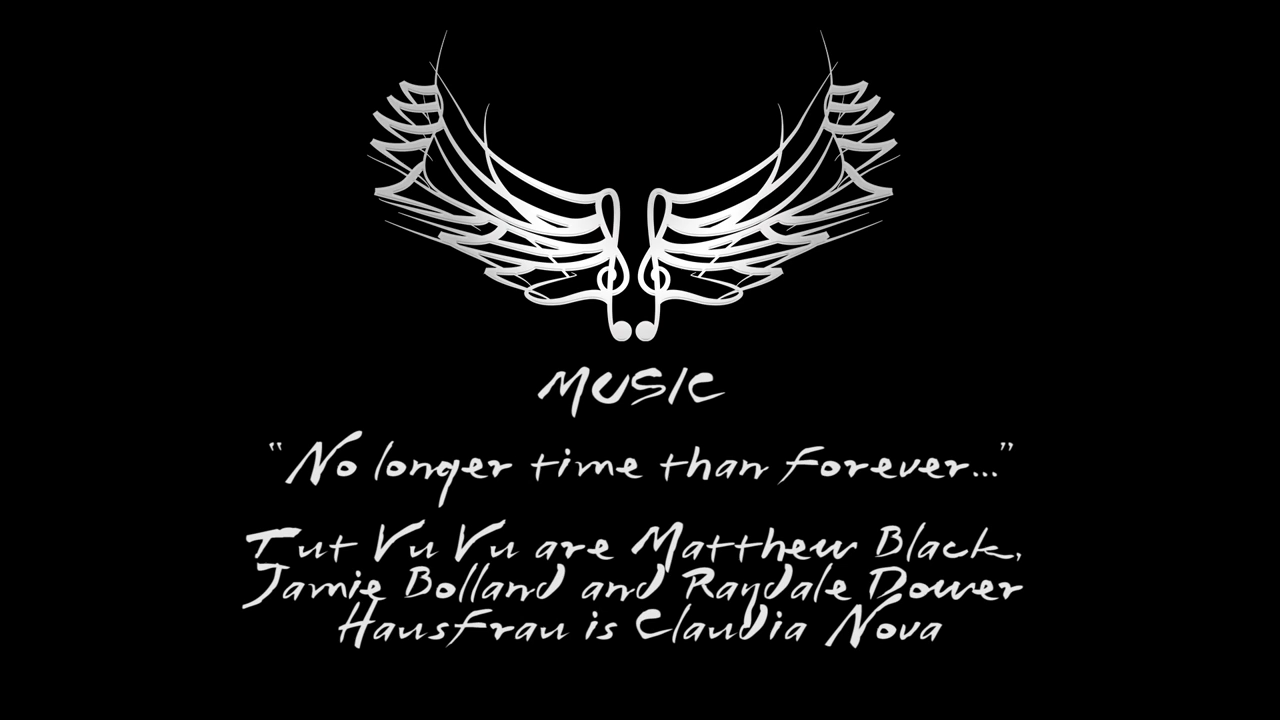 MUSIC
"No longer time than forever..."
Tut Vu Vu are Matthew Black,
Jamie Bolland and Raydale Dower
Hausfrau is Claudia Nova